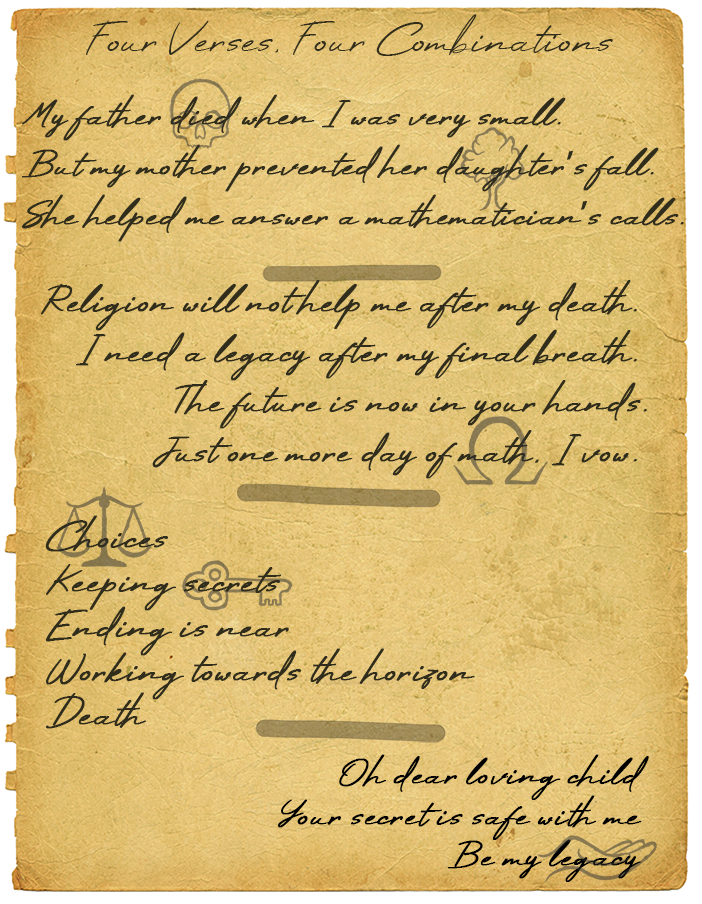 Four Verses, Four Combinations
My father died when I was very small.
But my mother prevented her daughter's fall.
She helped me answer a mathematician's calls.
Religion will not help me after my death.
I need a legacy after my final breath.
The future is now in your hands.
Just one more day of math, I vow.
Choices
Keeping secrets
Ending is near
Working towards the horizon
Death
Oh dear loving child
Your secret is safe with me
Be my legacy